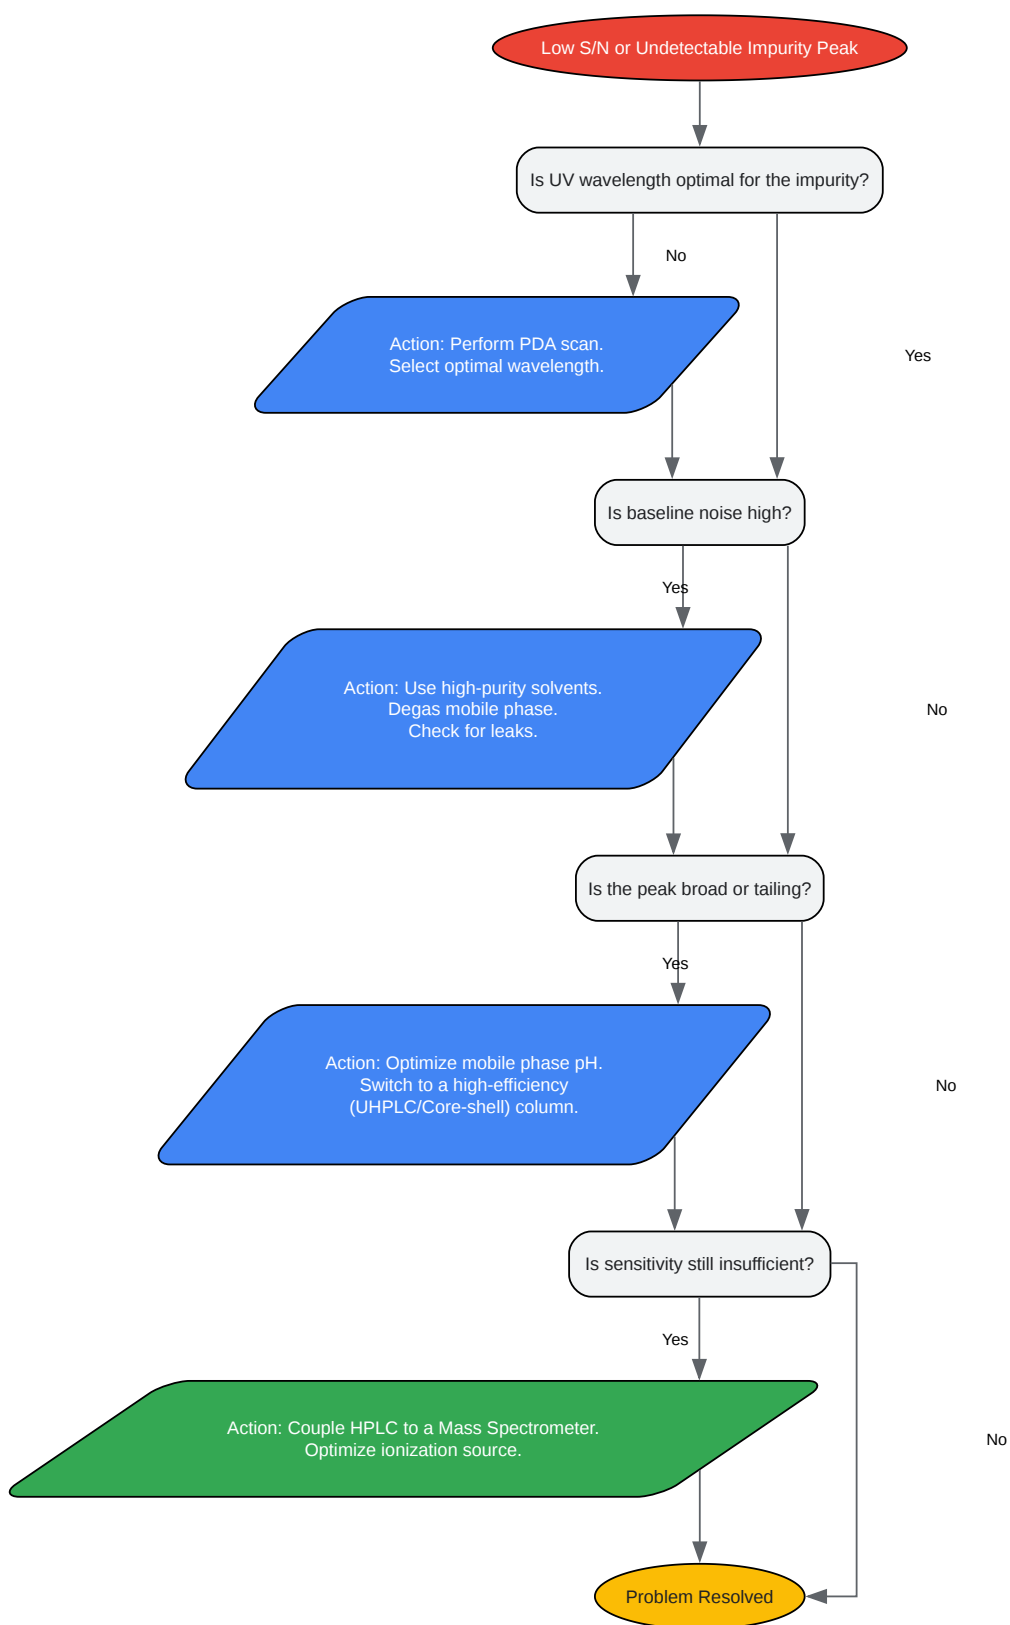 Low S/N or Undetectable Impurity Peak
Is UV wavelength optimal for the impurity?
No
Action: Perform PDA scan.
Select optimal wavelength.
Yes
Is baseline noise high?
Yes
Action: Use high-purity solvents.
Degas mobile phase.
Check for leaks.
No
Is the peak broad or tailing?
Yes
Action: Optimize mobile phase pH.
Switch to a high-efficiency
(UHPLC/Core-shell) column.
No
Is sensitivity still insufficient?
Yes
Action: Couple HPLC to a Mass Spectrometer.
Optimize ionization source.
No
Problem Resolved